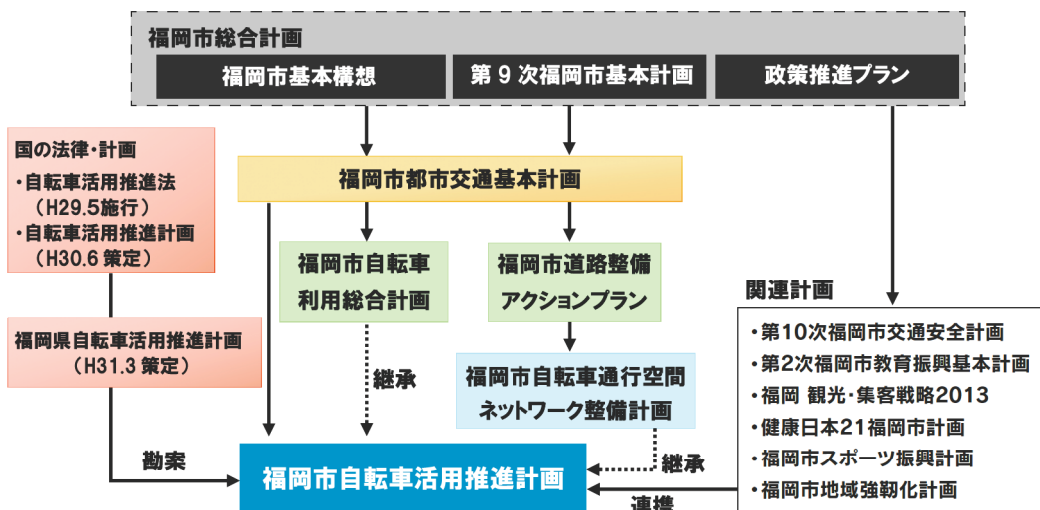 福岡市総合計画
福岡市基本構想
第9次福岡市基本計画
政策推進プラン
国の法律・計画
・自転車活用推進法
（H29.5施行）
・自転車活用推進計画
（H30.6 策定）
福岡県自転車活用推進計画
（H31.3 策定）
勘案
福岡市都市交通基本計画
福岡市自転車
利用総合計画
継承
福岡市道路整備
アクションプラン
福岡市自転車通行空間
ネットワーク整備計画
継承
福岡市自転車活用推進計画
連携
関連計画
・第10次福岡市交通安全計画
・第2次福岡市教育振興基本計画
・福岡 観光・集客戦略2013
・健康日本21福岡市計画
・福岡市スポーツ振興計画
・福岡市地域強靭化計画